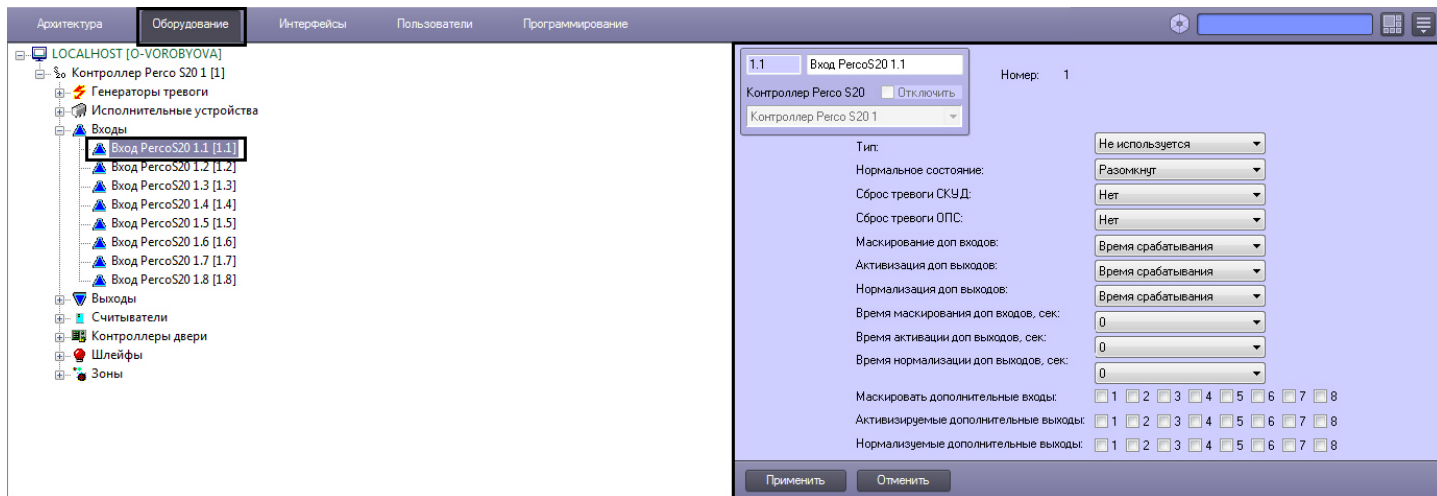 Архитектура Оборудование Интерфейсы Пользователи Программирование
LOCALHOST [O-VOROBYOVA]
Контроллер Perco S20 1 [1]
Генераторы тревоги
Исполнительные устройства
Входы
Вход PercoS20 1.1 [1.1]
Вход PercoS20 1.2 [1.2]
Вход PercoS20 1.3 [1.3]
Вход PercoS20 1.4 [1.4]
Вход PercoS20 1.5 [1.5]
Вход PercoS20 1.6 [1.6]
Вход PercoS20 1.7 [1.7]
Вход PercoS20 1.8 [1.8]
Выходы
Считыватели
Контроллеры двери
Шлейфы
Зоны
1.1 Вход PercoS20 1.1
Номер: 1
Контроллер Perco S20 Отключить
Контроллер Perco S20 1
Тип: Не используется
Нормальное состояние: Разомкнут
Сброс тревоги СКУД: Нет
Сброс тревоги ОПС: Нет
Маскирование доп входов: Время срабатывания
Активизация доп выходов: Время срабатывания
Нормализация доп выходов: Время срабатывания
Время маскирования доп входов, сек: 0
Время активации доп выходов, сек: 0
Время нормализации доп выходов, сек: 0
Маскировать дополнительные входы: 1 2 3 4 5 6 7 8
Активизируемые дополнительные выходы: 1 2 3 4 5 6 7 8
Нормализуемые дополнительные выходы: 1 2 3 4 5 6 7 8
Применить Отменить